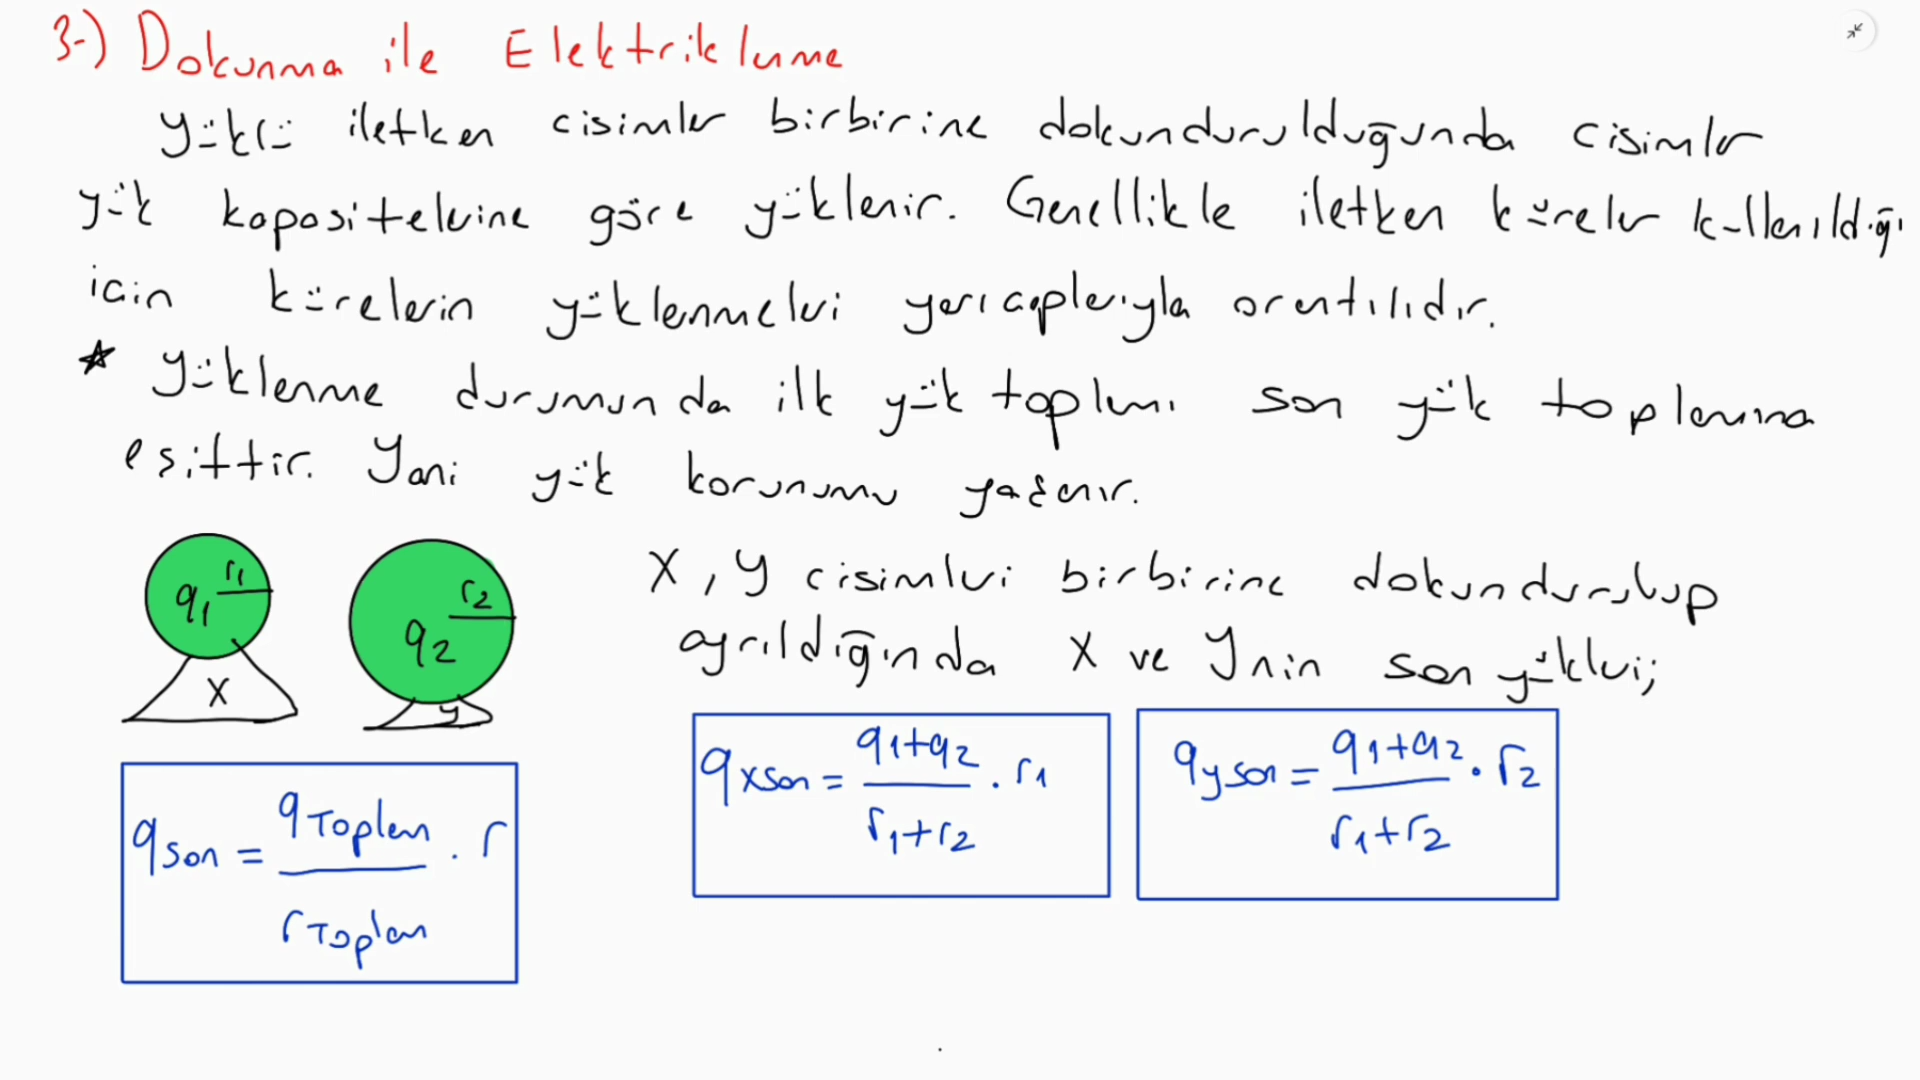 3-) Dokunma ile Elektriklenme
Yüklü iletken cisimler birbirine dokundurulduğunda cisimler
yük kapasitelerine göre yüklenir. Genellikle iletken küreler kullanıldığı
için kürelerin yüklenmeleri yarıçaplarıyla orantılıdır.
★ Yüklenme durumunda ilk yük toplamı son yük toplamına
eşittir. Yani yük korunumu yaşanır.
q₁ r₁
q₂ r₂
X
Y
X, Y cisimleri birbirine dokundurulup
ayrıldığında X ve Y nin son yükleri;
qson = qToplam / rToplam . r
qxson = q₁+q₂ / r₁+r₂ . r₁
qyson = q₁+q₂ / r₁+r₂ . r₂